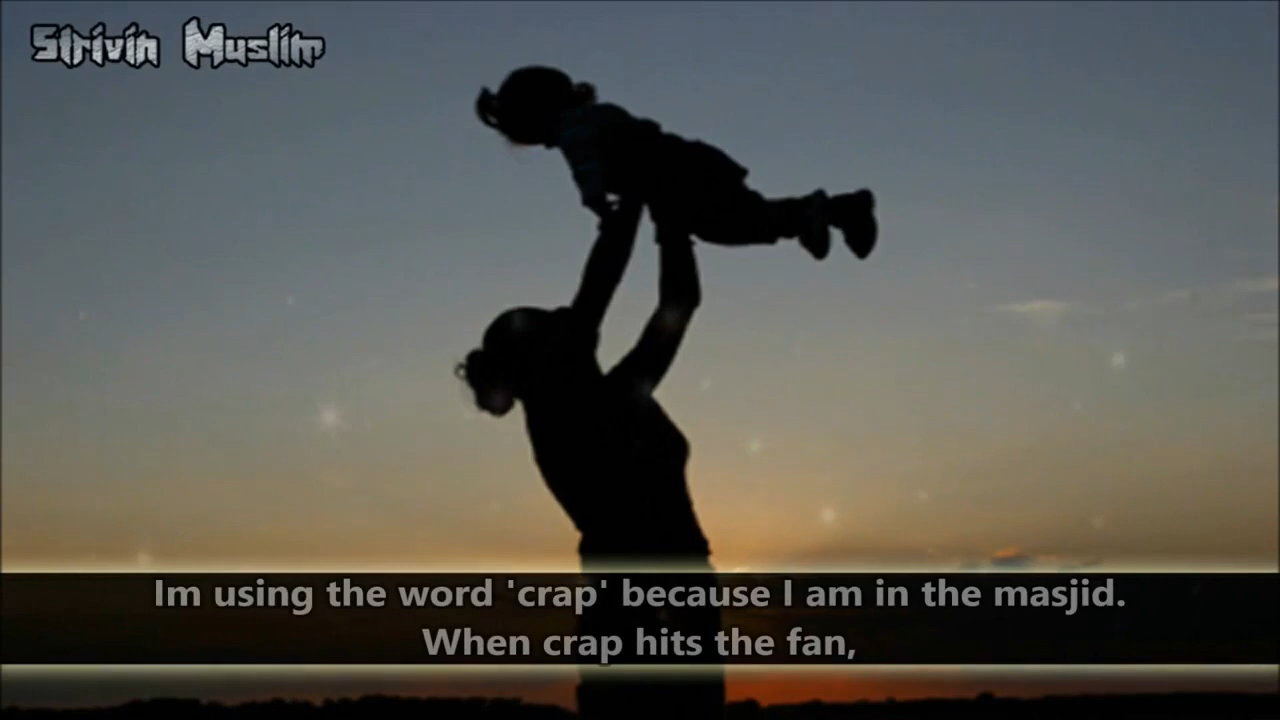 Strivin Muslim
Im using the word 'crap' because I am in the masjid.
When crap hits the fan,